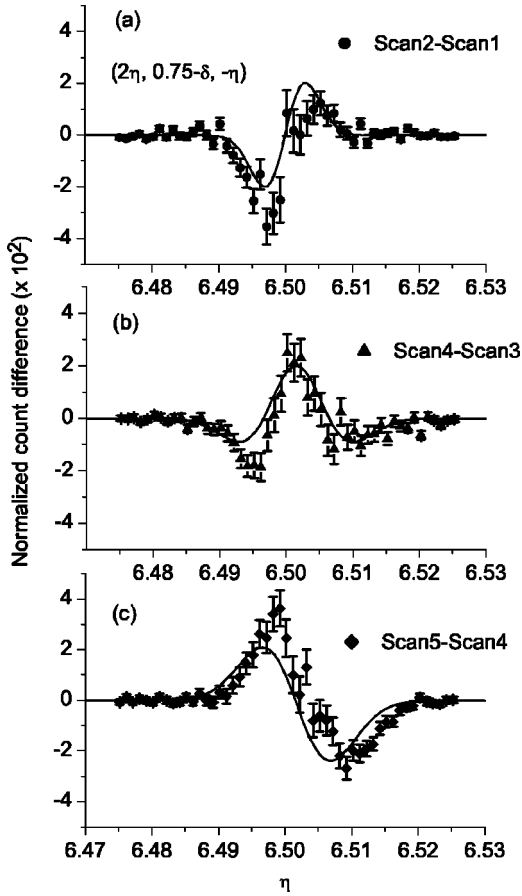 (a)
Scan2-Scan1
(2η, 0.75-δ, -η)
4
2
0
-2
-4
6.48 6.49 6.50 6.51 6.52 6.53
(b)
Scan4-Scan3
4
2
0
-2
-4
6.48 6.49 6.50 6.51 6.52 6.53
(c)
Scan5-Scan4
4
2
0
-2
-4
6.47 6.48 6.49 6.50 6.51 6.52 6.53
η
Normalized count difference (x 10²)